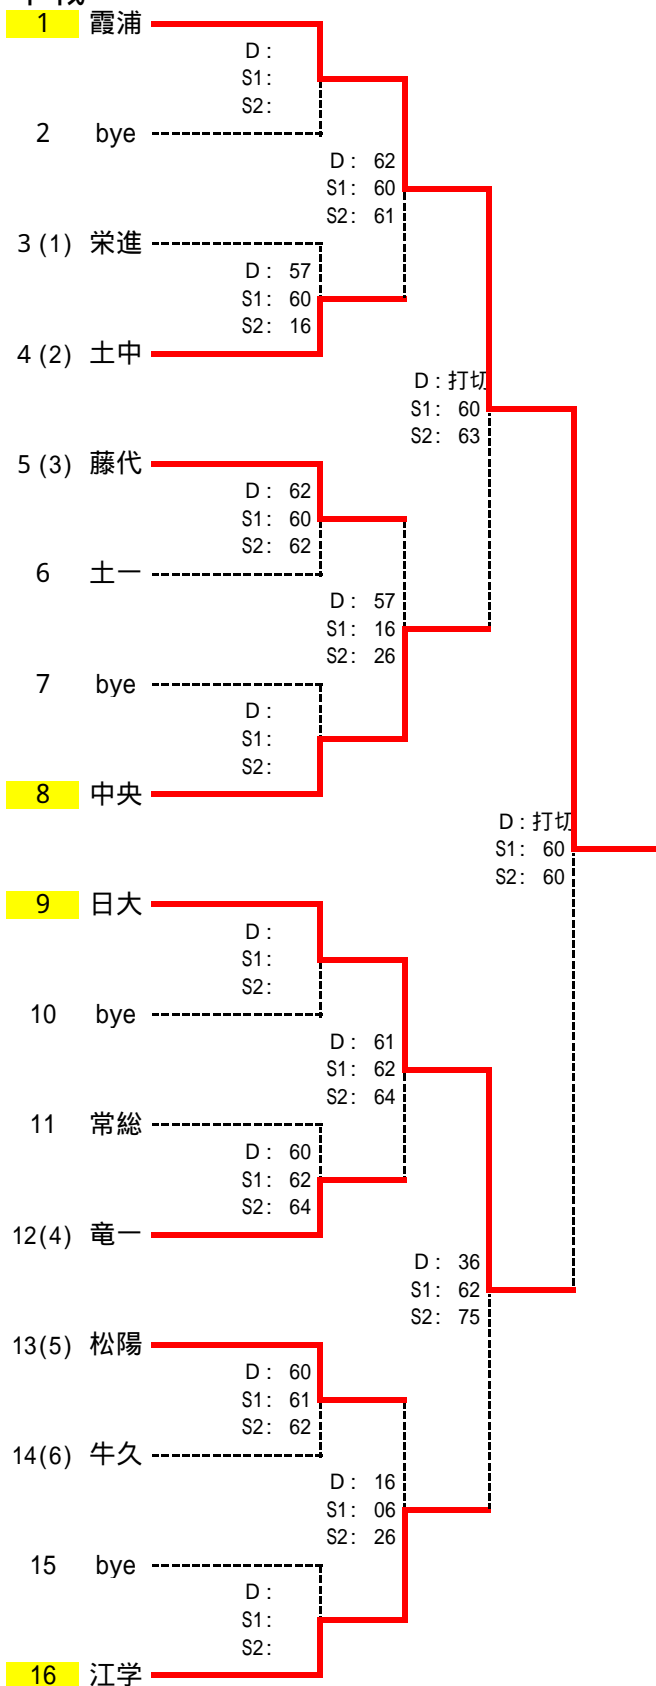 1 霞浦
D :
S1:
S2:
2 bye
D : 62
S1: 60
S2: 61
3 (1) 栄進
D : 57
S1: 60
S2: 16
4 (2) 土中
D : 打切
S1: 60
S2: 63
5 (3) 藤代
D : 62
S1: 60
S2: 62
6 土一
D : 57
S1: 16
S2: 26
7 bye
D :
S1:
S2:
8 中央
D : 打切
S1: 60
S2: 60
9 日大
D :
S1:
S2:
10 bye
D : 61
S1: 62
S2: 64
11 常総
D : 60
S1: 62
S2: 64
12(4) 竜一
D : 36
S1: 62
S2: 75
13(5) 松陽
D : 60
S1: 61
S2: 62
14(6) 牛久
D : 16
S1: 06
S2: 26
15 bye
D :
S1:
S2:
16 江学